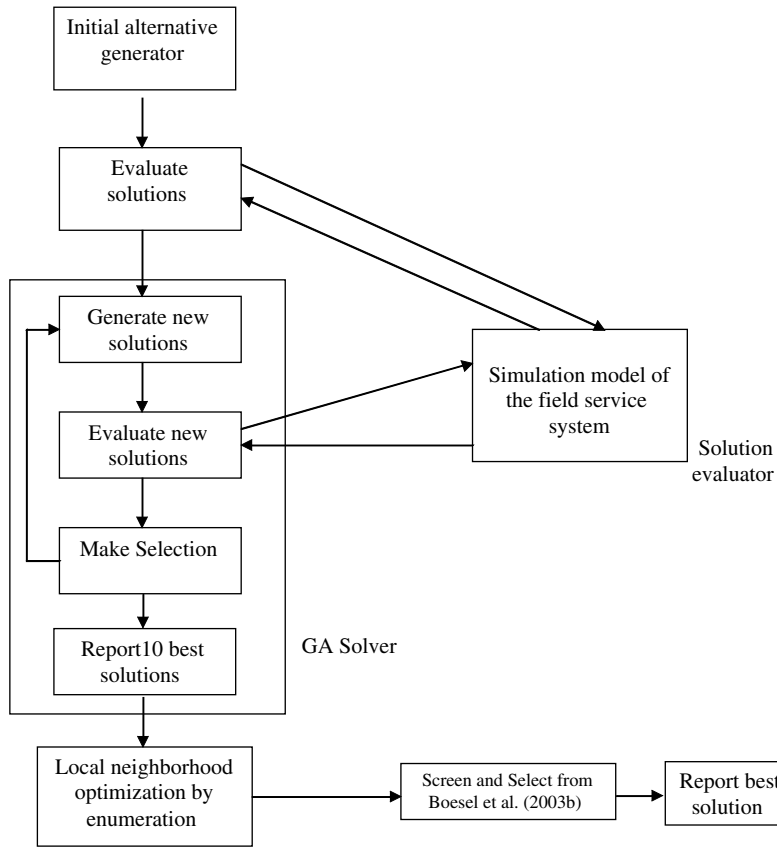 Initial alternative
generator
Evaluate
solutions
Generate new
solutions
Evaluate new
solutions
Make Selection
Report10 best
solutions
GA Solver
Simulation model of
the field service
system
Solution
evaluator
Local neighborhood
optimization by
enumeration
Screen and Select from
Boesel et al. (2003b)
Report best
solution